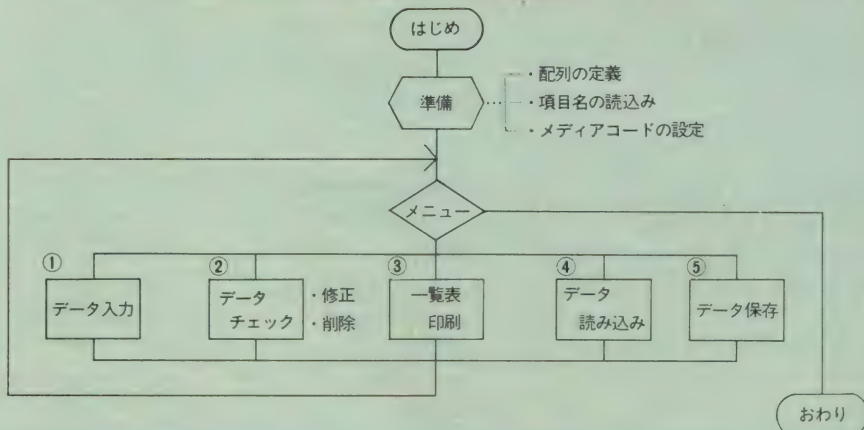 はじめ
準備
・配列の定義
・項目名の読込み
・メディアコードの設定
メニュー
①
データ入力
②
データ
チェック
・修正
・削除
③
一覧表
印刷
④
データ
読み込み
⑤
データ保存
おわり